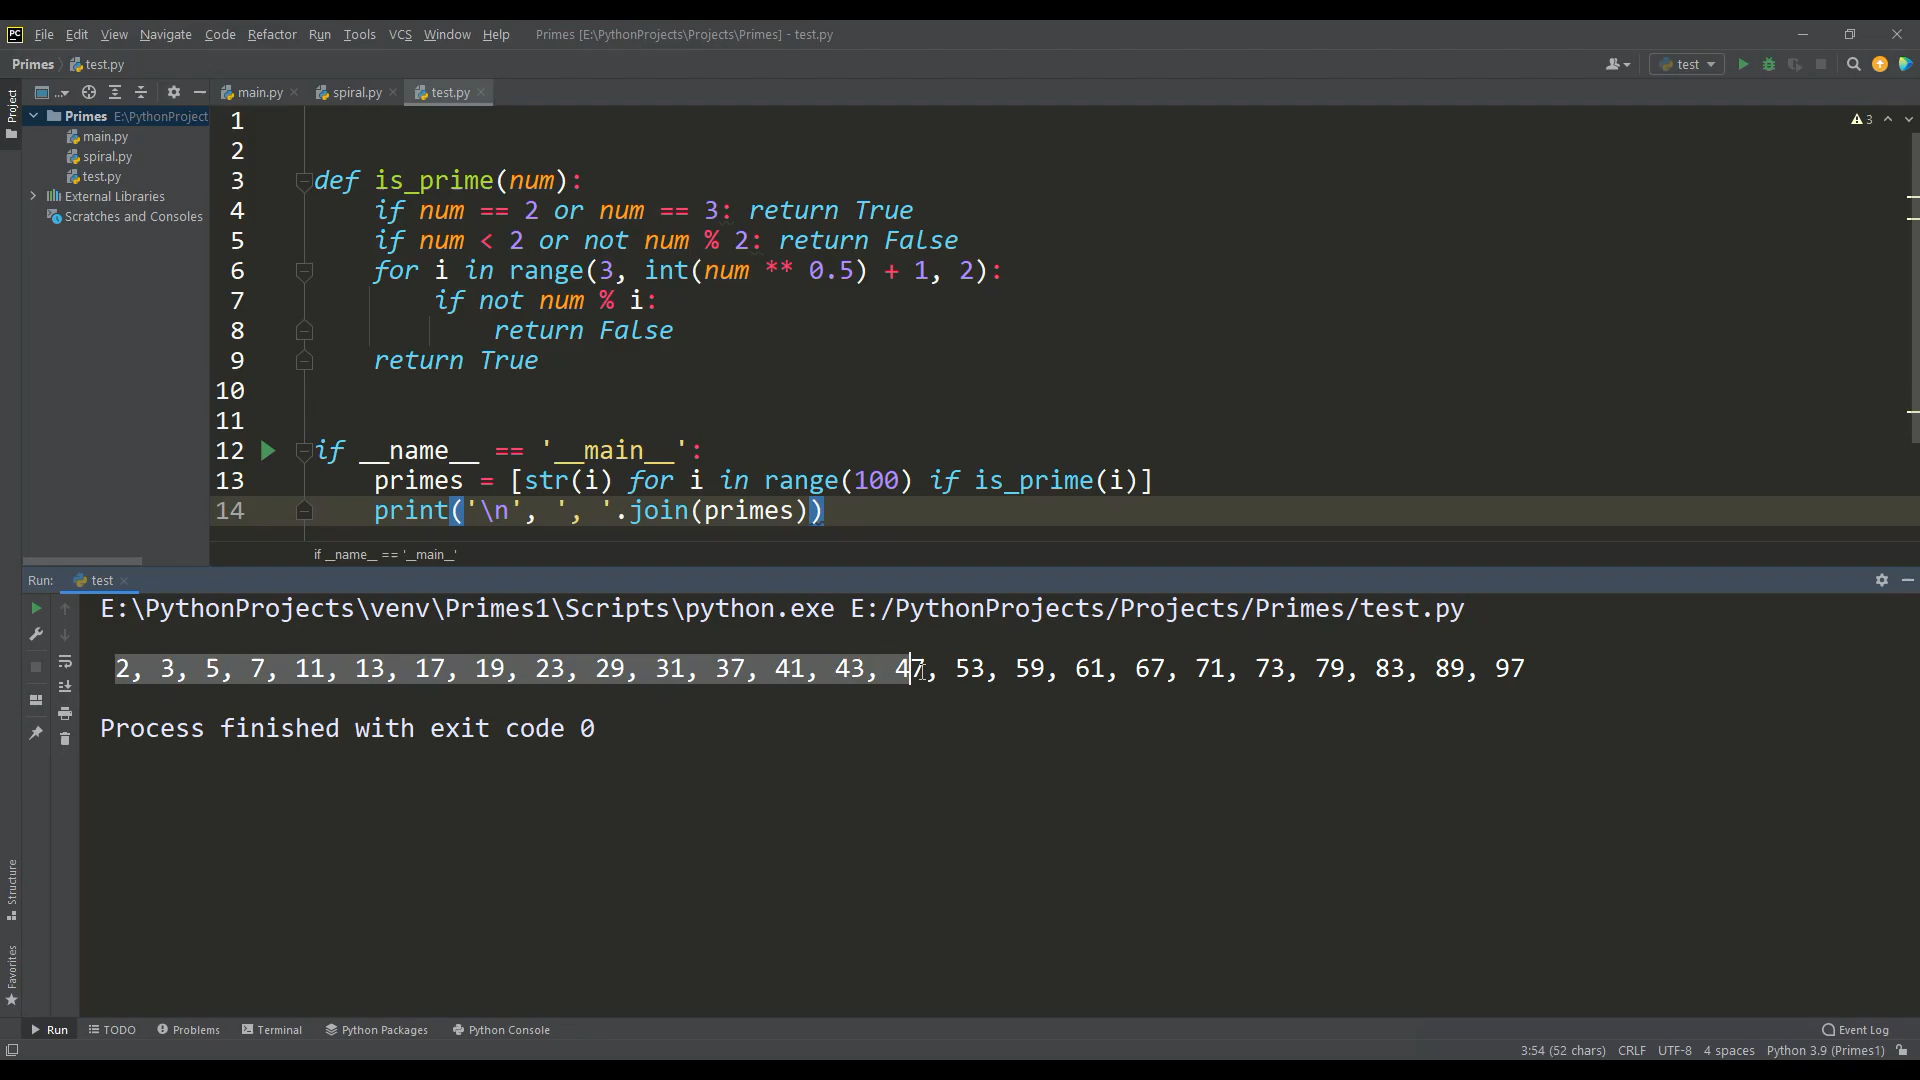 PC File Edit View Navigate Code Refactor Run Tools VCS Window Help Primes [E:\PythonProjects\Projects\Primes] - test.py
Primes test.py test
Project ... main.py spiral.py test.py
Primes E:\PythonProject
main.py
spiral.py
test.py
External Libraries
Scratches and Consoles
3
1
2
3 def is_prime(num):
4     if num == 2 or num == 3: return True
5     if num < 2 or not num % 2: return False
6     for i in range(3, int(num ** 0.5) + 1, 2):
7         if not num % i:
8             return False
9     return True
10
11
12 if __name__ == '__main__':
13     primes = [str(i) for i in range(100) if is_prime(i)]
14     print('\n', ', '.join(primes))
if __name__ == '__main__'
Run: test
E:\PythonProjects\venv\Primes1\Scripts\python.exe E:/PythonProjects/Projects/Primes/test.py
2, 3, 5, 7, 11, 13, 17, 19, 23, 29, 31, 37, 41, 43, 47, 53, 59, 61, 67, 71, 73, 79, 83, 89, 97
Process finished with exit code 0
Structure
Favorites
Run TODO Problems Terminal Python Packages Python Console Event Log
3:54 (52 chars) CRLF UTF-8 4 spaces Python 3.9 (Primes1)